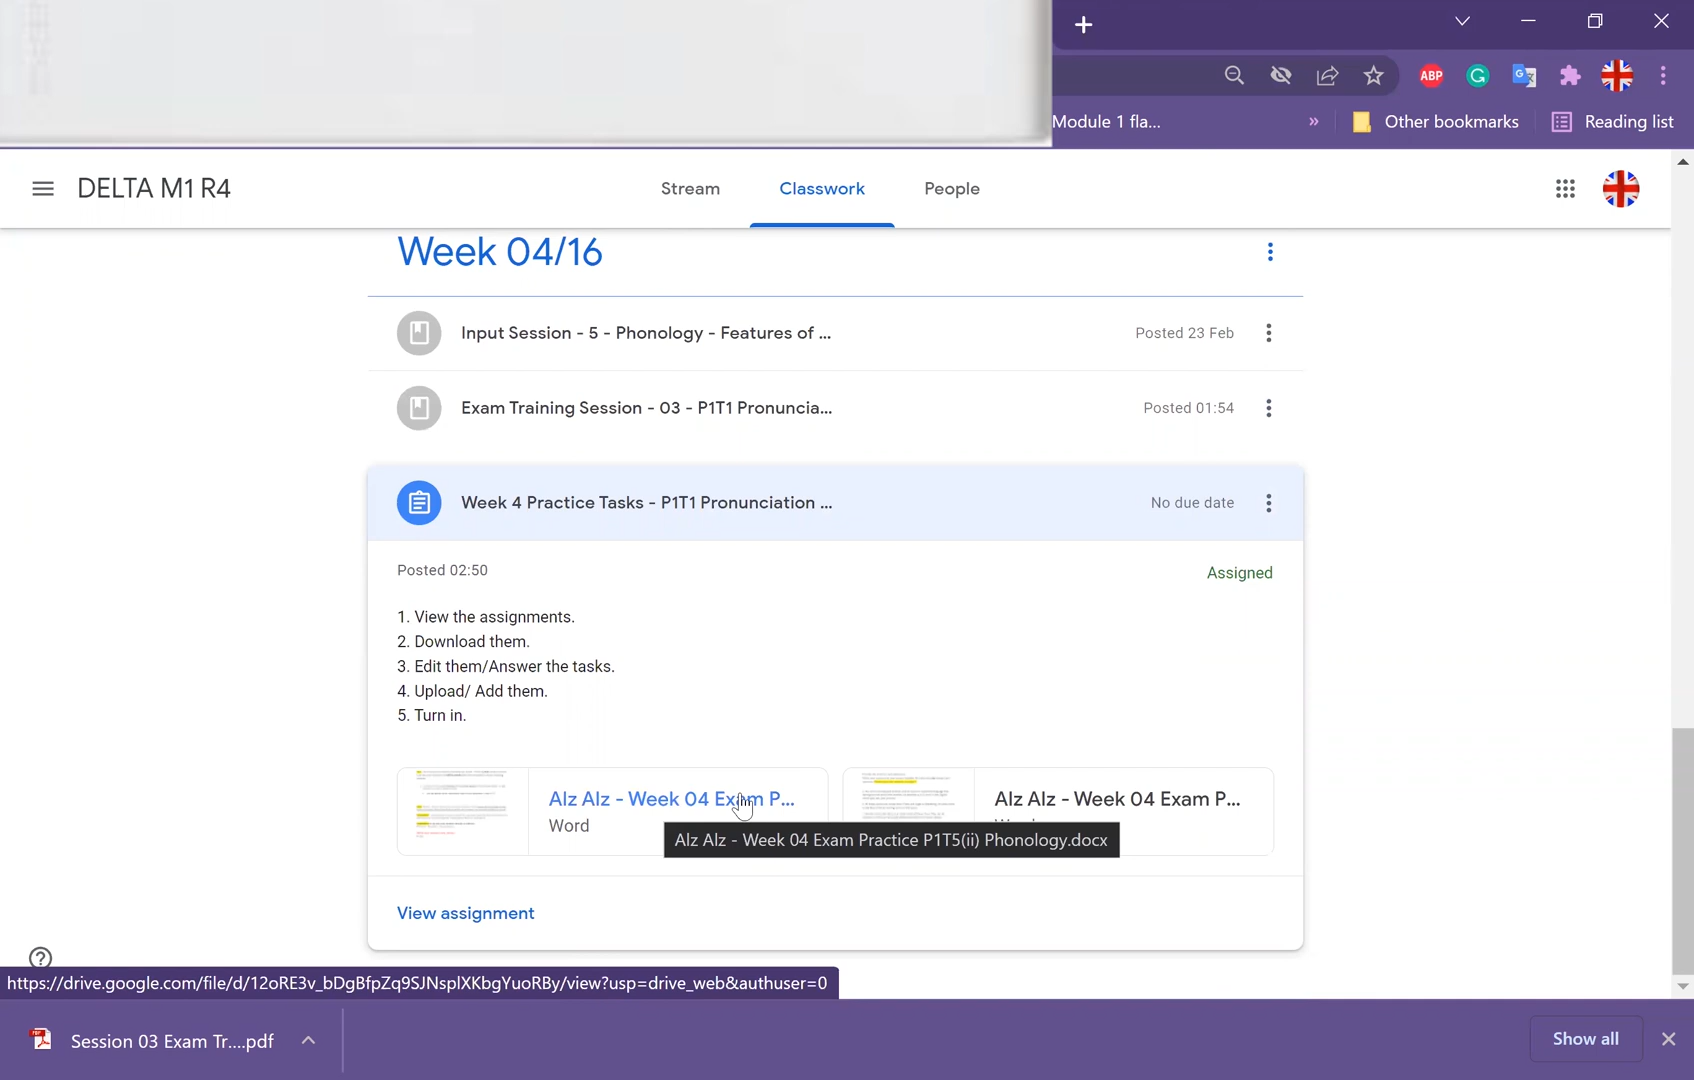 ABP
Module 1 fla...
»
Other bookmarks
Reading list
DELTA M1 R4
Stream
Classwork
People
Week 04/16
Input Session - 5 - Phonology - Features of ...
Posted 23 Feb
Exam Training Session - 03 - P1T1 Pronuncia...
Posted 01:54
Week 4 Practice Tasks - P1T1 Pronunciation ...
No due date
Posted 02:50
Assigned
1. View the assignments.
2. Download them.
3. Edit them/Answer the tasks.
4. Upload/ Add them.
5. Turn in.
Alz Alz - Week 04 Exam P...
Word
Alz Alz - Week 04 Exam P...
Alz Alz - Week 04 Exam Practice P1T5(ii) Phonology.docx
View assignment
https://drive.google.com/file/d/12oRE3v_bDgBfpZq9SJNsplXKbgYuoRBy/view?usp=drive_web&authuser=0
Session 03 Exam Tr....pdf
Show all